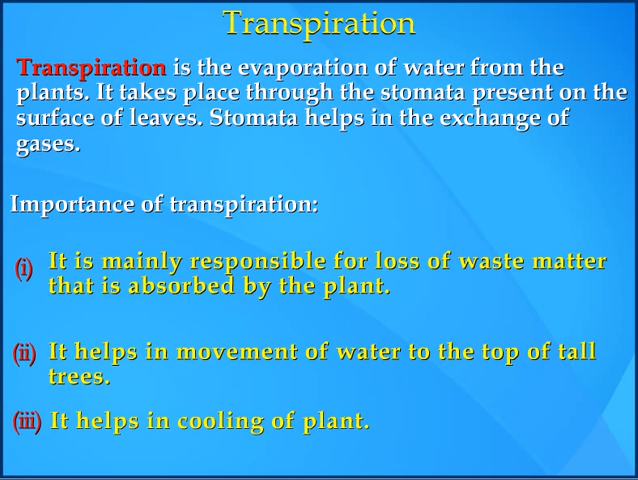 Transpiration
Transpiration is the evaporation of water from the
plants. It takes place through the stomata present on the
surface of leaves. Stomata helps in the exchange of
gases.
Importance of transpiration:
(i) It is mainly responsible for loss of waste matter
that is absorbed by the plant.
(ii) It helps in movement of water to the top of tall
trees.
(iii) It helps in cooling of plant.